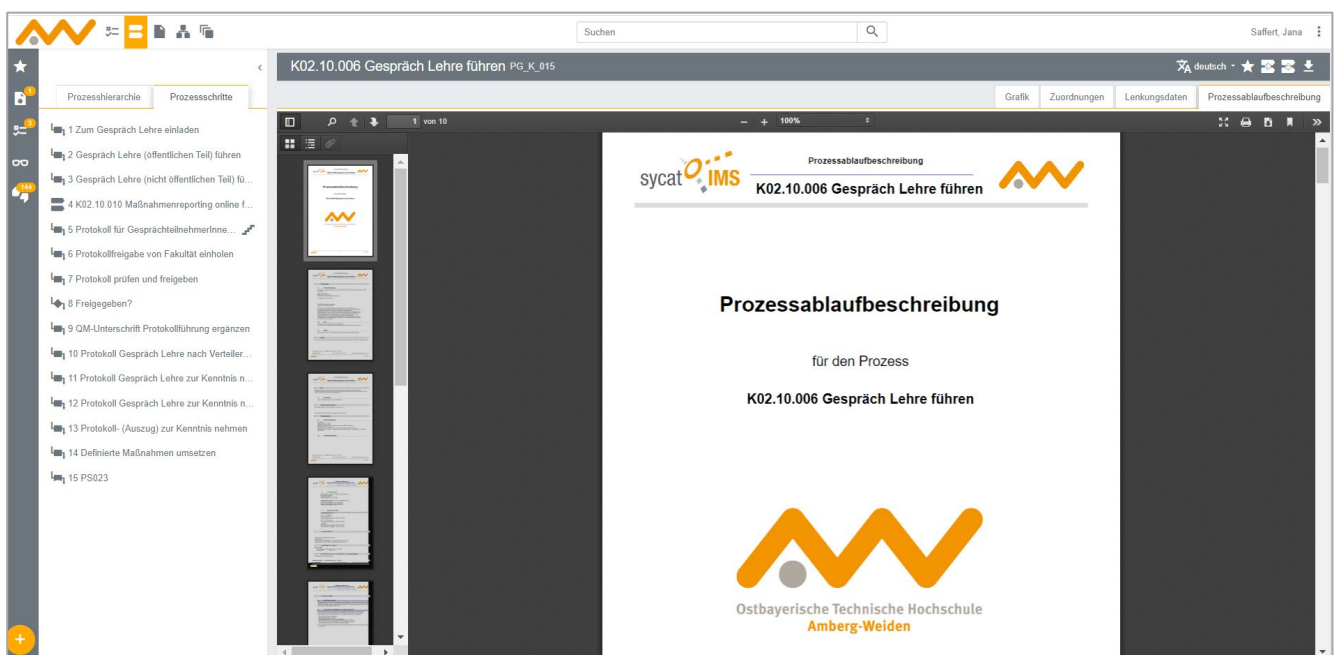 Suchen
Saffert, Jana
K02.10.006 Gespräch Lehre führen PG_K_015
deutsch
1
3
144
Prozesshierarchie
Prozessschritte
Grafik
Zuordnungen
Lenkungsdaten
Prozessablaufbeschreibung
1 Zum Gespräch Lehre einladen
2 Gespräch Lehre (öffentlichen Teil) führen
3 Gespräch Lehre (nicht öffentlichen Teil) fü...
4 K02.10.010 Maßnahmenreporting online f...
5 Protokoll für GesprächteilnehmerInne...
6 Protokollfreigabe von Fakultät einholen
7 Protokoll prüfen und freigeben
8 Freigegeben?
9 QM-Unterschrift Protokollführung ergänzen
10 Protokoll Gespräch Lehre nach Verteiler...
11 Protokoll Gespräch Lehre zur Kenntnis n...
12 Protokoll Gespräch Lehre zur Kenntnis n...
13 Protokoll- (Auszug) zur Kenntnis nehmen
14 Definierte Maßnahmen umsetzen
15 PS023
1 von 10
100%
sycat IMS
Prozessablaufbeschreibung
K02.10.006 Gespräch Lehre führen
Prozessablaufbeschreibung
für den Prozess
K02.10.006 Gespräch Lehre führen
Ostbayerische Technische Hochschule
Amberg-Weiden